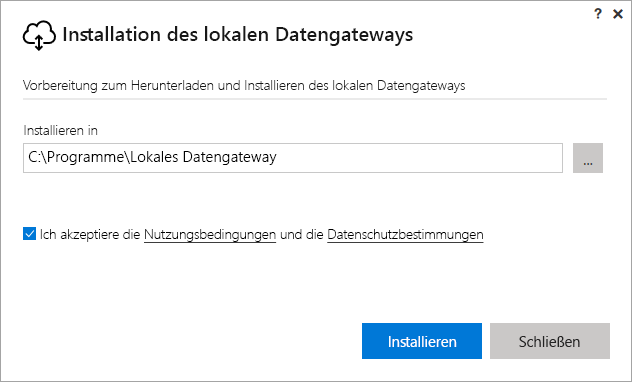 ? ×
Installation des lokalen Datengateways
Vorbereitung zum Herunterladen und Installieren des lokalen Datengateways
Installieren in
C:\Programme\Lokales Datengateway
...
Ich akzeptiere die Nutzungsbedingungen und die Datenschutzbestimmungen
Installieren Schließen